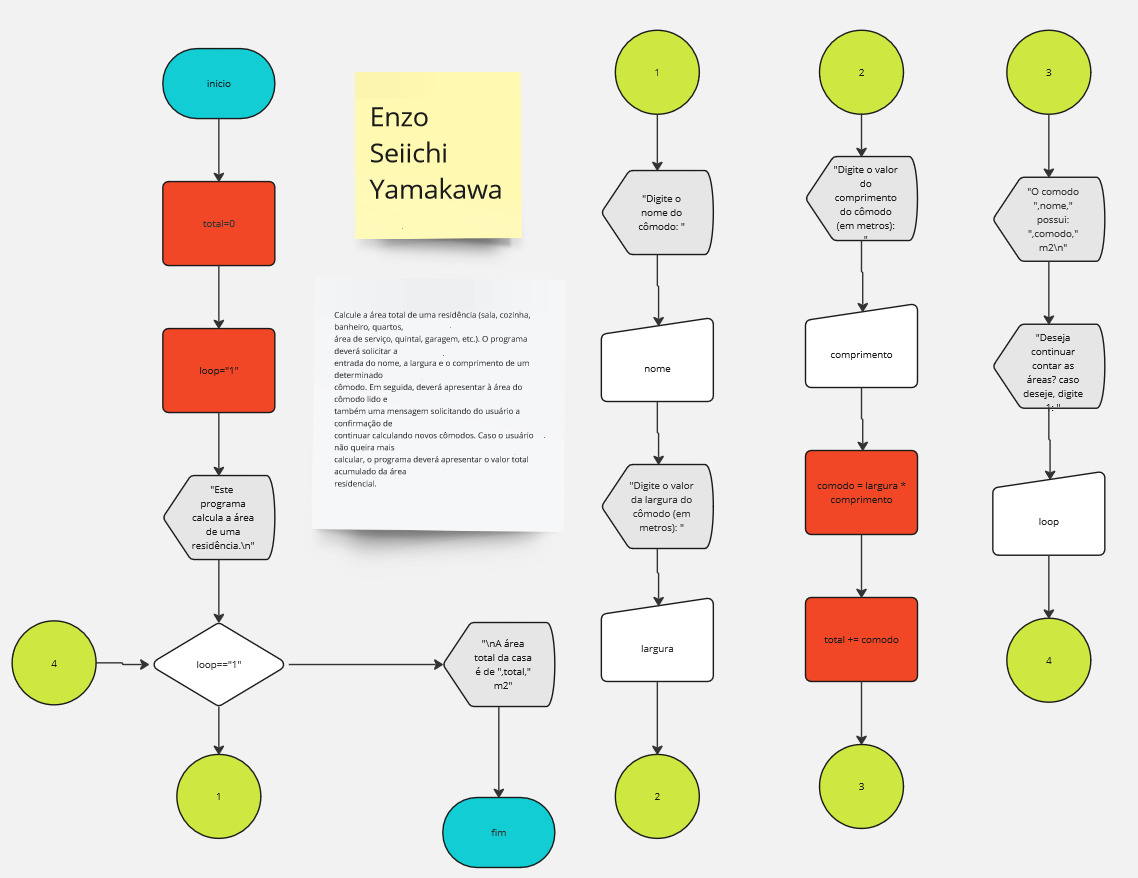 início
total=0
loop="1"
"Este
programa
calcula a área
de uma
residência.\n"
4
loop=="1"
1
"\nA área
total da casa
é de ",total,"
m2"
fim
Enzo
Seiichi
Yamakawa
Calcule a área total de uma residência (sala, cozinha,
banheiro, quartos,
área de serviço, quintal, garagem, etc.). O programa
deverá solicitar a
entrada do nome, a largura e o comprimento de um
determinado
cômodo. Em seguida, deverá apresentar à área do
cômodo lido e
também uma mensagem solicitando do usuário a
confirmação de
continuar calculando novos cômodos. Caso o usuário
não queira mais
calcular, o programa deverá apresentar o valor total
acumulado da área
residencial.
1
"Digite o
nome do
cômodo: "
nome
"Digite o valor
da largura do
cômodo (em
metros): "
largura
2
2
"Digite o valor
do
comprimento
do cômodo
(em metros):
"
comprimento
comodo = largura *
comprimento
total += comodo
3
3
"O comodo
",nome,"
possui:
",comodo,"
m2\n"
"Deseja
continuar
contar as
áreas? caso
deseje, digite
1: "
loop
4